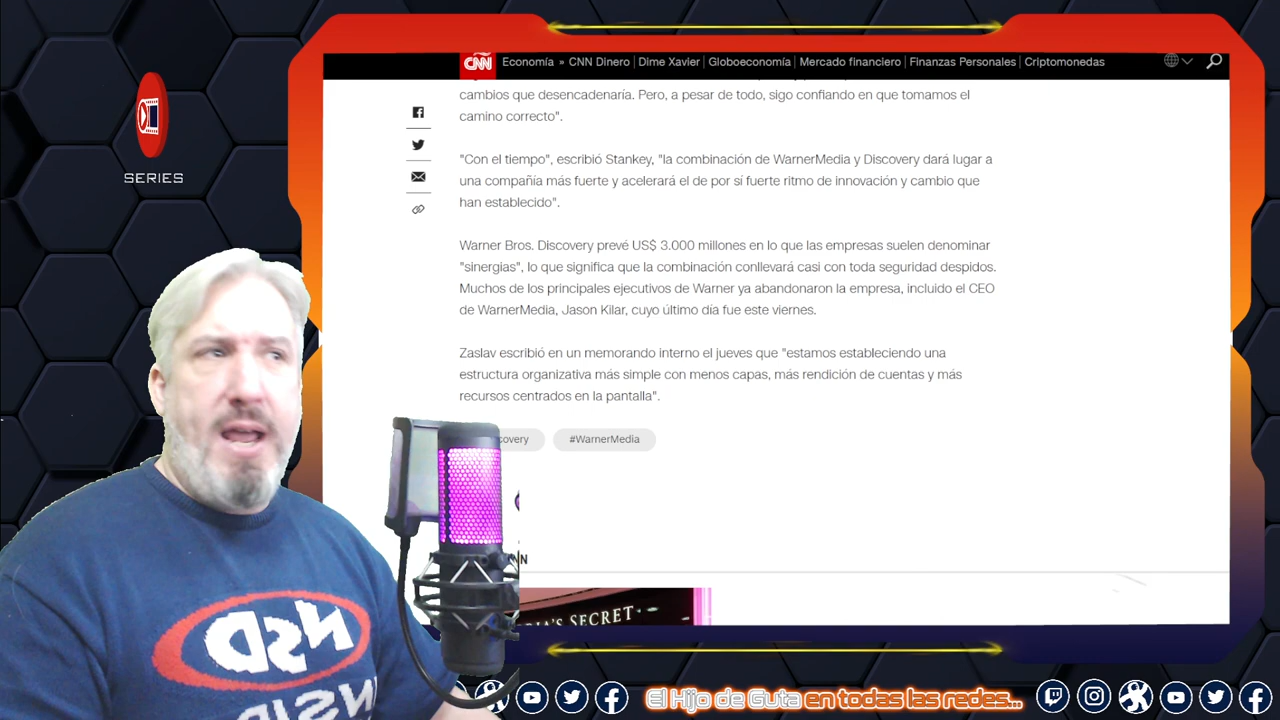 CNN
Economía » CNN Dinero | Dime Xavier | Globoeconomía | Mercado financiero | Finanzas Personales | Criptomonedas
cambios que desencadenaría. Pero, a pesar de todo, sigo confiando en que tomamos el
camino correcto".
"Con el tiempo", escribió Stankey, "la combinación de WarnerMedia y Discovery dará lugar a
una compañía más fuerte y acelerará el de por sí fuerte ritmo de innovación y cambio que
han establecido".
Warner Bros. Discovery prevé US$ 3.000 millones en lo que las empresas suelen denominar
"sinergias", lo que significa que la combinación conllevará casi con toda seguridad despidos.
Muchos de los principales ejecutivos de Warner ya abandonaron la empresa, incluido el CEO
de WarnerMedia, Jason Kilar, cuyo último día fue este viernes.
Zaslav escribió en un memorando interno el jueves que "estamos estableciendo una
estructura organizativa más simple con menos capas, más rendición de cuentas y más
recursos centrados en la pantalla".
covery
#WarnerMedia
SERIES
N
IA'S SECRET
NSD
El Hijo de Guta en todas las redes...